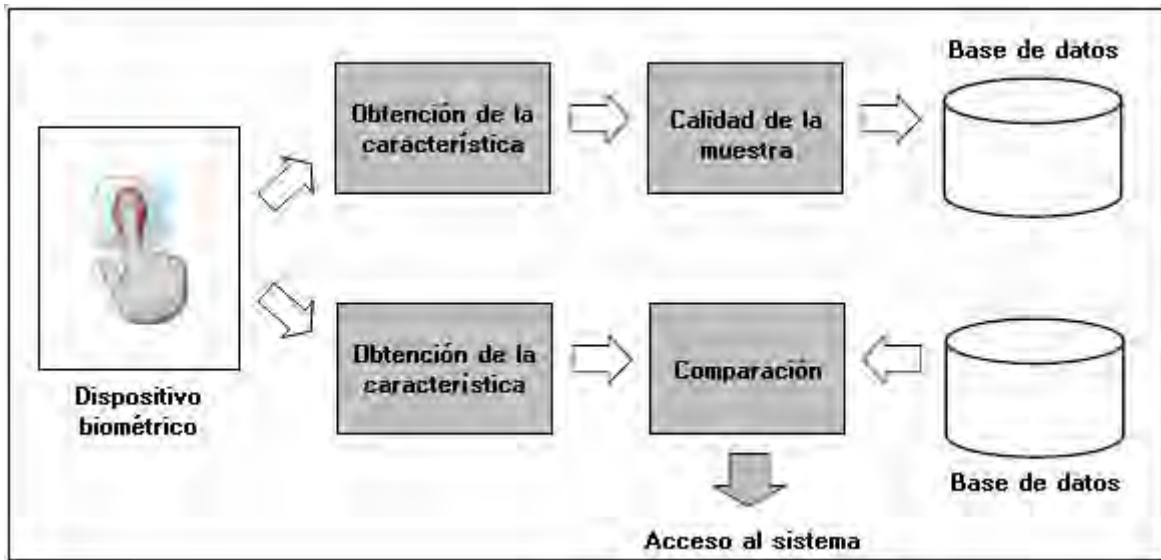 Base de datos
Obtención de la
característica
Calidad de la
muestra
Dispositivo
biométrico
Obtención de la
característica
Comparación
Base de datos
Acceso al sistema